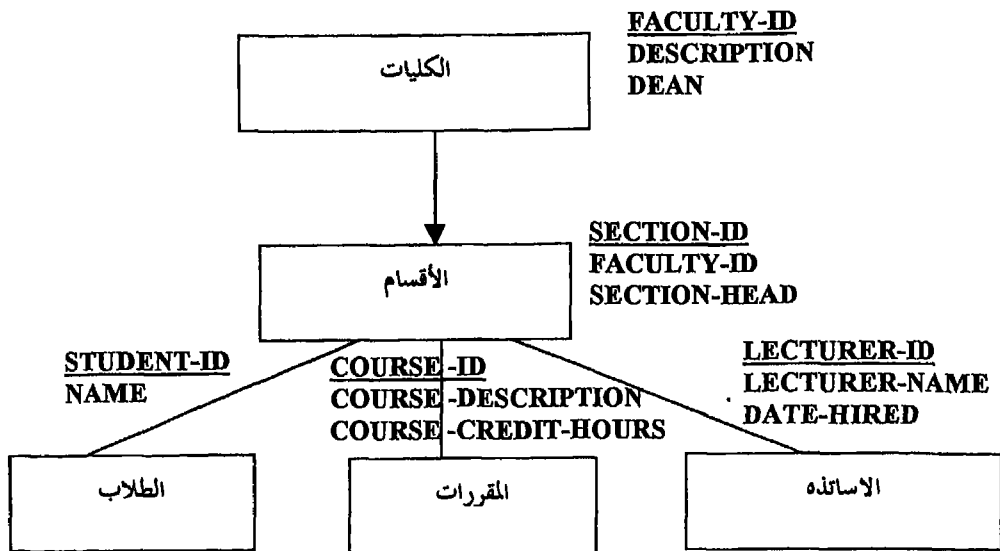 FACULTY-ID
DESCRIPTION
DEAN
الكليات
SECTION-ID
FACULTY-ID
SECTION-HEAD
الأقسام
STUDENT-ID
NAME
COURSE-ID
COURSE-DESCRIPTION
COURSE-CREDIT-HOURS
LECTURER-ID
LECTURER-NAME
DATE-HIRED
الطلاب
المقررات
الاساتذه